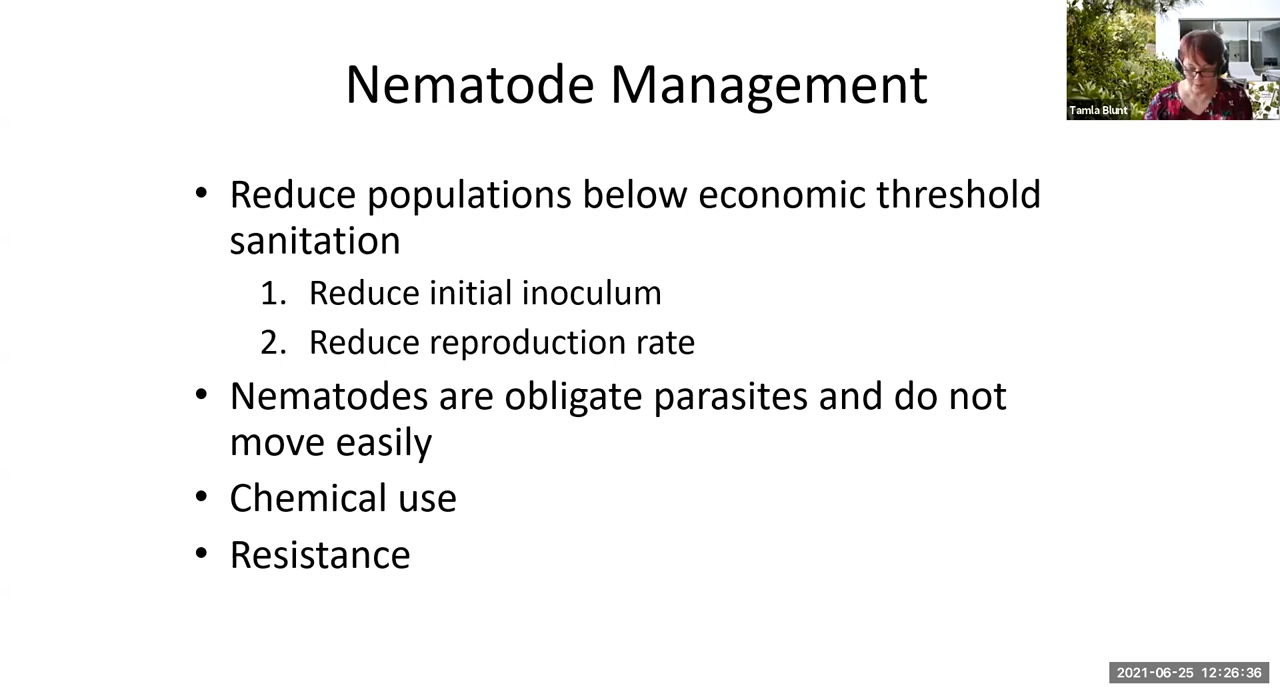 Nematode Management
Tamla Blunt
• Reduce populations below economic threshold
sanitation
1. Reduce initial inoculum
2. Reduce reproduction rate
• Nematodes are obligate parasites and do not
move easily
• Chemical use
• Resistance
2021-06-25 12:26:36